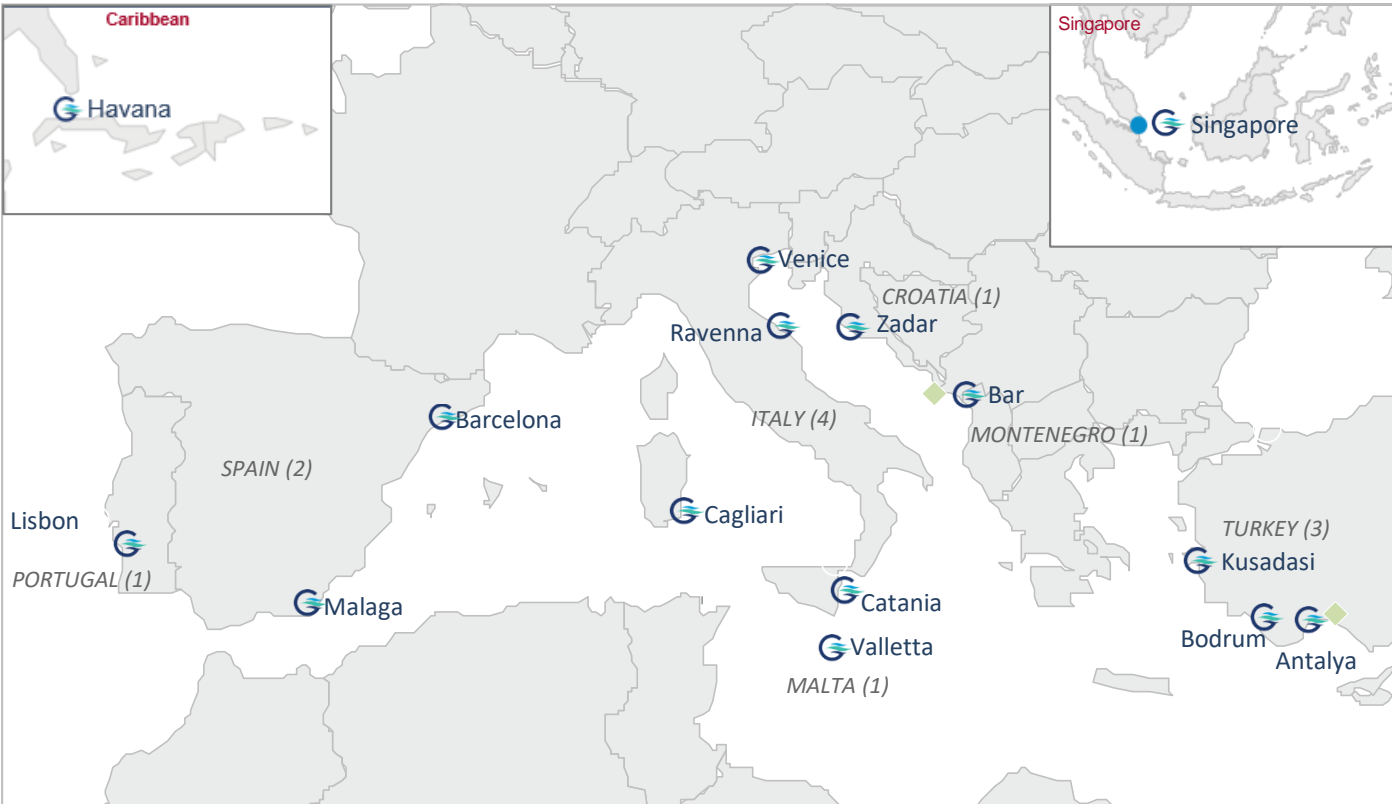 Caribbean
Havana
Singapore
Singapore
Venice
CROATIA (1)
Ravenna
Zadar
Bar
Barcelona
ITALY (4)
MONTENEGRO (1)
SPAIN (2)
Cagliari
Lisbon
TURKEY (3)
Kusadasi
PORTUGAL (1)
Malaga
Catania
Bodrum
Valletta
Antalya
MALTA (1)